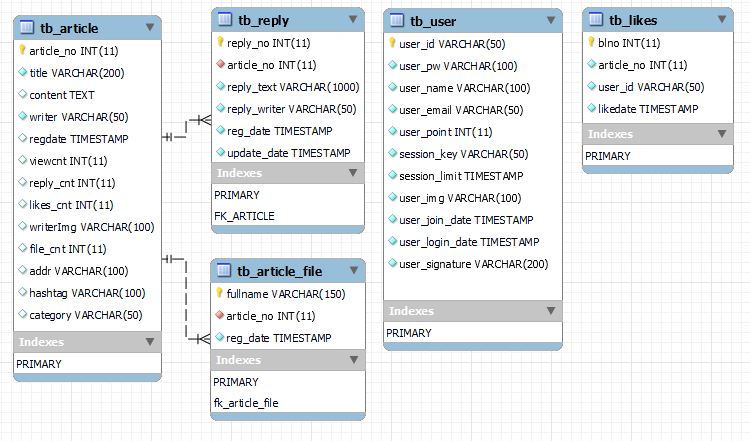 tb_article
article_no INT(11)
title VARCHAR(200)
content TEXT
writer VARCHAR(50)
regdate TIMESTAMP
viewcnt INT(11)
reply_cnt INT(11)
likes_cnt INT(11)
writerImg VARCHAR(100)
file_cnt INT(11)
addr VARCHAR(100)
hashtag VARCHAR(100)
category VARCHAR(50)
Indexes
PRIMARY
tb_reply
reply_no INT(11)
article_no INT(11)
reply_text VARCHAR(1000)
reply_writer VARCHAR(50)
reg_date TIMESTAMP
update_date TIMESTAMP
Indexes
PRIMARY
FK_ARTICLE
tb_article_file
fullname VARCHAR(150)
article_no INT(11)
reg_date TIMESTAMP
Indexes
PRIMARY
fk_article_file
tb_user
user_id VARCHAR(50)
user_pw VARCHAR(100)
user_name VARCHAR(100)
user_email VARCHAR(50)
user_point INT(11)
session_key VARCHAR(50)
session_limit TIMESTAMP
user_img VARCHAR(100)
user_join_date TIMESTAMP
user_login_date TIMESTAMP
user_signature VARCHAR(200)
Indexes
PRIMARY
tb_likes
blno INT(11)
article_no INT(11)
user_id VARCHAR(50)
likedate TIMESTAMP
Indexes
PRIMARY